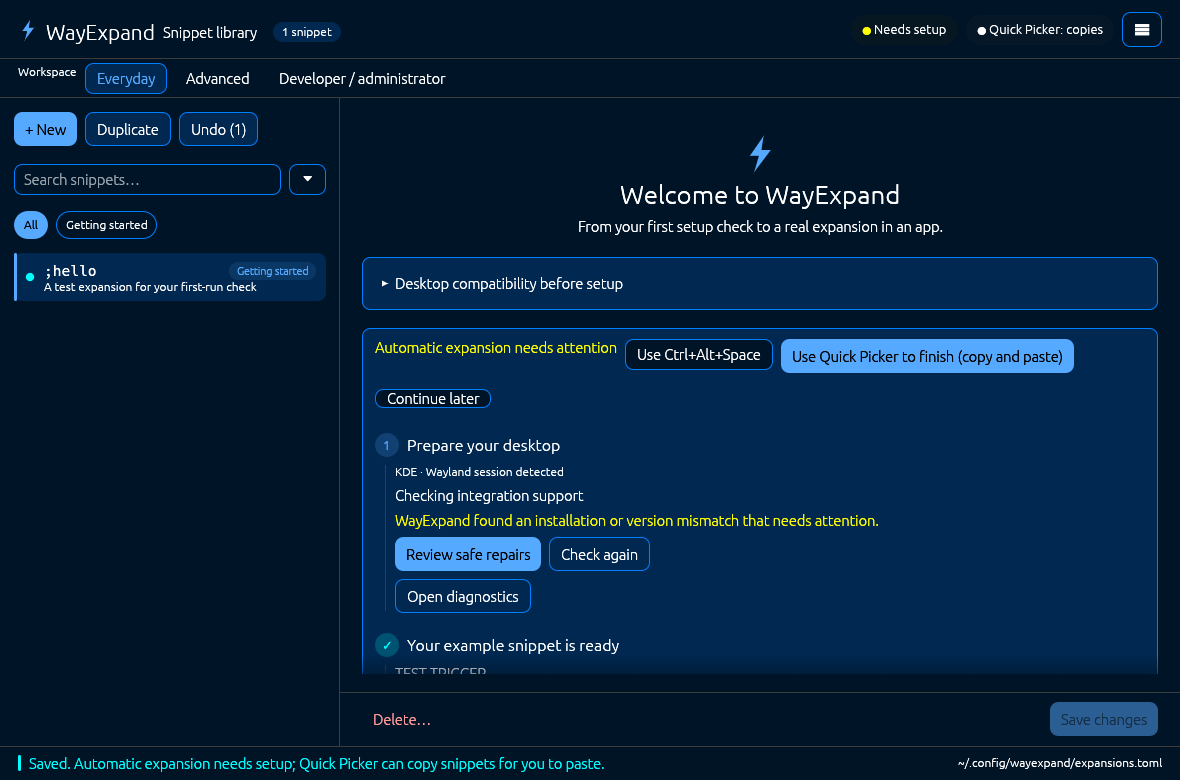 WayExpand Snippet library 1 snippet Needs setup Quick Picker: copies
Workspace Everyday Advanced Developer / administrator
+ New Duplicate Undo (1)
Search snippets…
All Getting started
;hello Getting started
A test expansion for your first-run check
Welcome to WayExpand
From your first setup check to a real expansion in an app.
Desktop compatibility before setup
Automatic expansion needs attention Use Ctrl+Alt+Space Use Quick Picker to finish (copy and paste)
Continue later
1 Prepare your desktop
KDE · Wayland session detected
Checking integration support
WayExpand found an installation or version mismatch that needs attention.
Review safe repairs Check again
Open diagnostics
✓ Your example snippet is ready
TEST TRIGGER
Delete… Save changes
Saved. Automatic expansion needs setup; Quick Picker can copy snippets for you to paste. ~/.config/wayexpand/expansions.toml